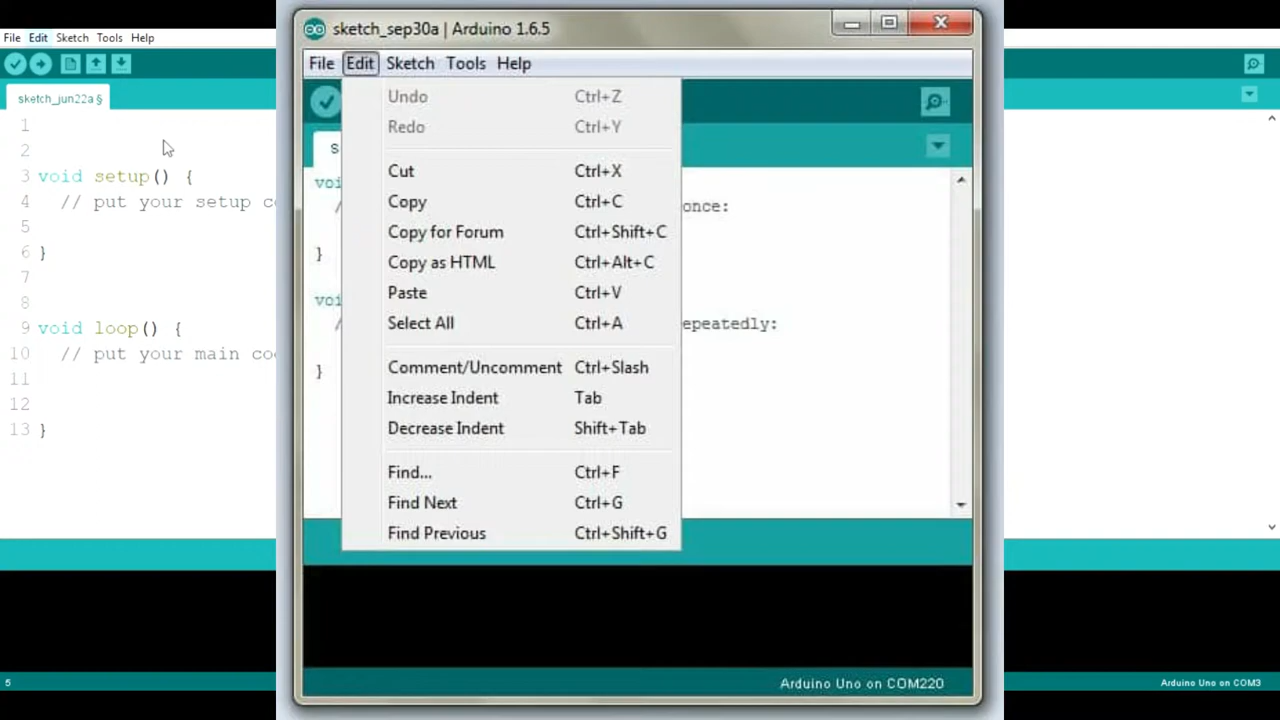 File Edit Sketch Tools Help
sketch_jun22a §
1
2
3 void setup() {
4 // put your setup
5
6 }
7
8
9 void loop() {
10 // put your main
11
12
13 }
5
sketch_sep30a | Arduino 1.6.5
File Edit Sketch Tools Help
Undo Ctrl+Z
Redo Ctrl+Y
Cut Ctrl+X
Copy Ctrl+C
Copy for Forum Ctrl+Shift+C
Copy as HTML Ctrl+Alt+C
Paste Ctrl+V
Select All Ctrl+A
Comment/Uncomment Ctrl+Slash
Increase Indent Tab
Decrease Indent Shift+Tab
Find... Ctrl+F
Find Next Ctrl+G
Find Previous Ctrl+Shift+G
once:
}
epeatedly:
}
Arduino Uno on COM220
Arduino Uno on COM3